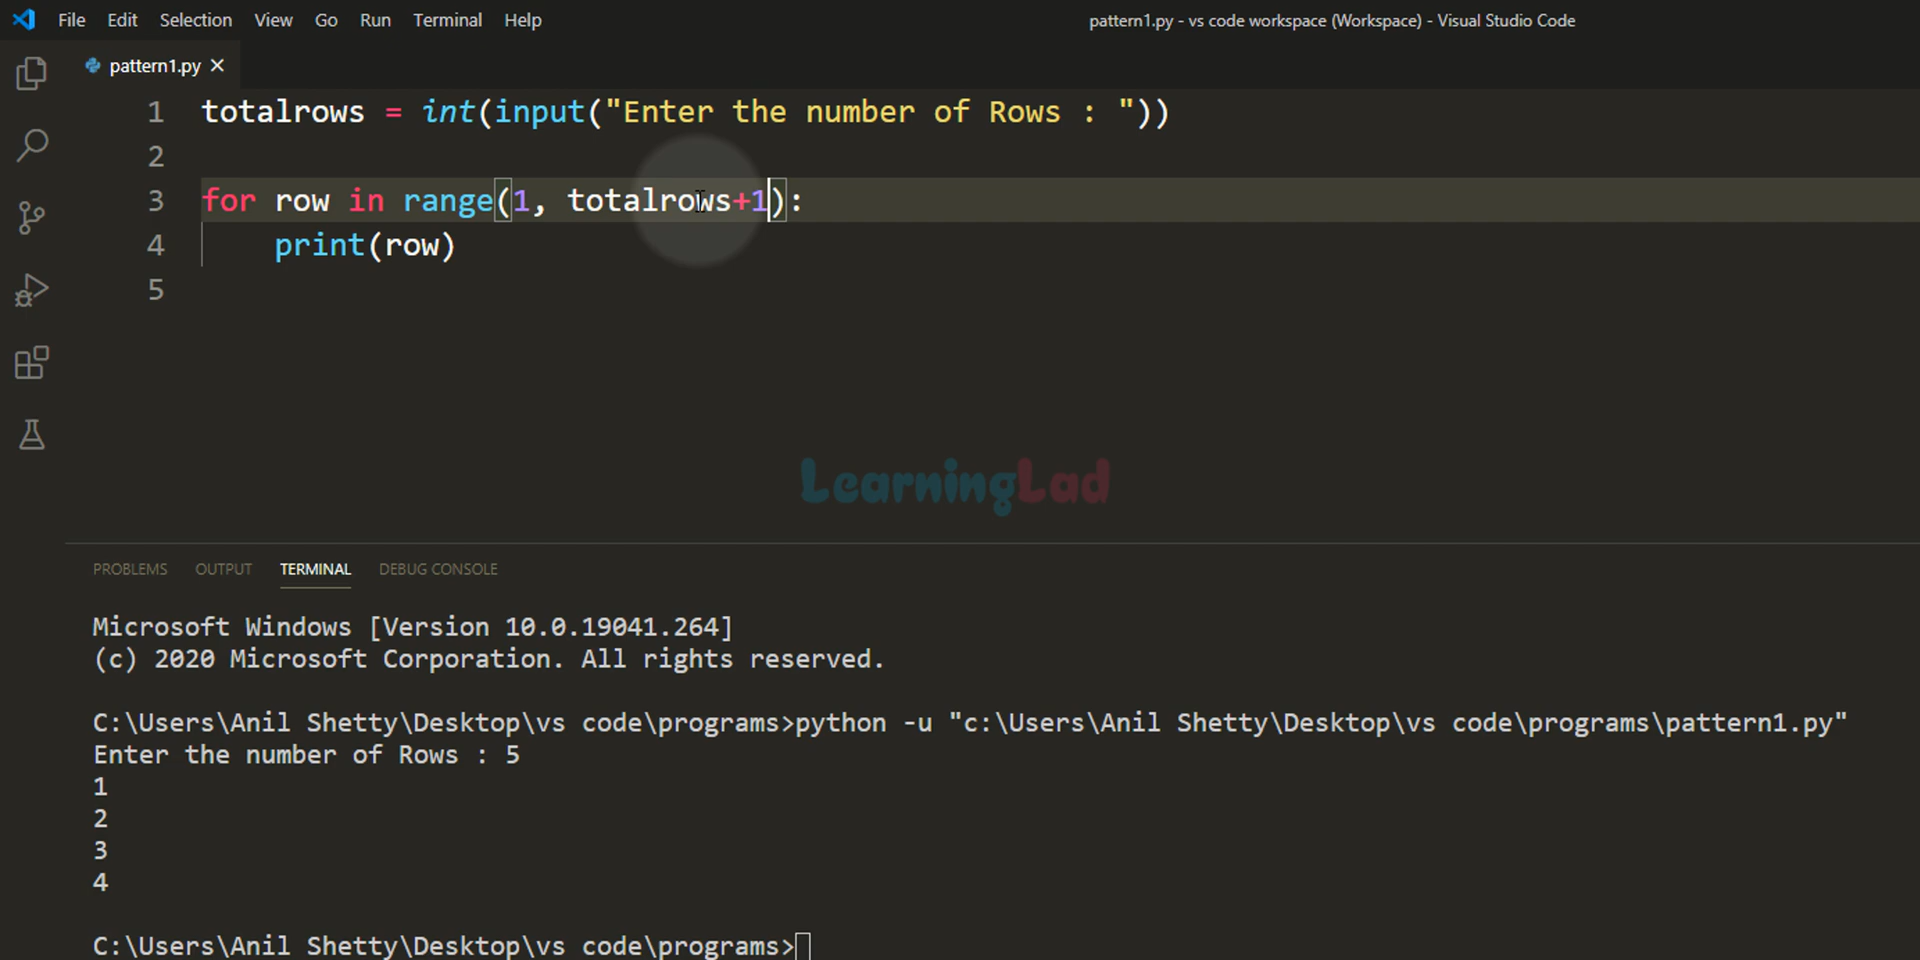 File Edit Selection View Go Run Terminal Help pattern1.py - vs code workspace (Workspace) - Visual Studio Code
pattern1.py
1 totalrows = int(input("Enter the number of Rows : "))
2
3 for row in range(1, totalrows+1):
4 print(row)
5
LearningLad
PROBLEMS OUTPUT TERMINAL DEBUG CONSOLE
Microsoft Windows [Version 10.0.19041.264]
(c) 2020 Microsoft Corporation. All rights reserved.
C:\Users\Anil Shetty\Desktop\vs code\programs>python -u "c:\Users\Anil Shetty\Desktop\vs code\programs\pattern1.py"
Enter the number of Rows : 5
1
2
3
4
C:\Users\Anil Shetty\Desktop\vs code\programs>